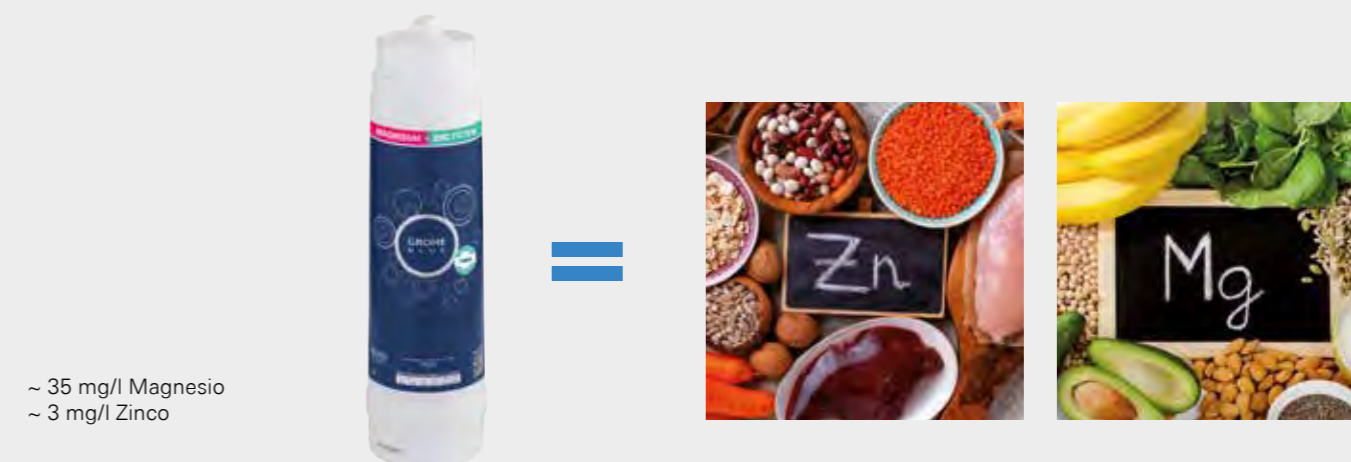 MAGNESIUM + ZINC FILTER
GROHE
BLUE
~ 35 mg/l Magnesio
~ 3 mg/l Zinco
Zn
Mg